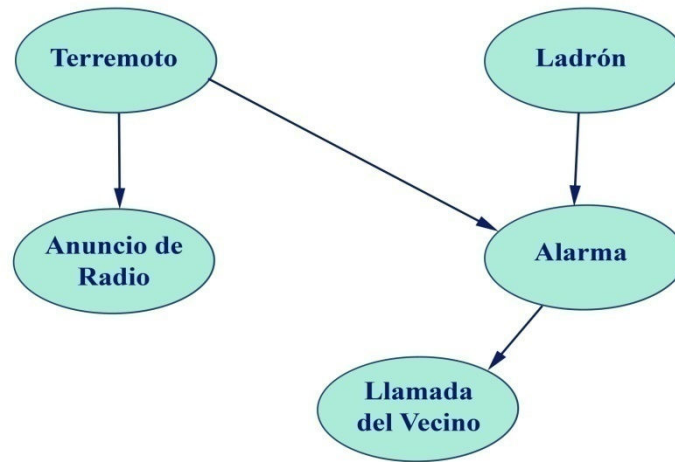 Terremoto
Ladrón
Anuncio de
Radio
Alarma
Llamada
del Vecino